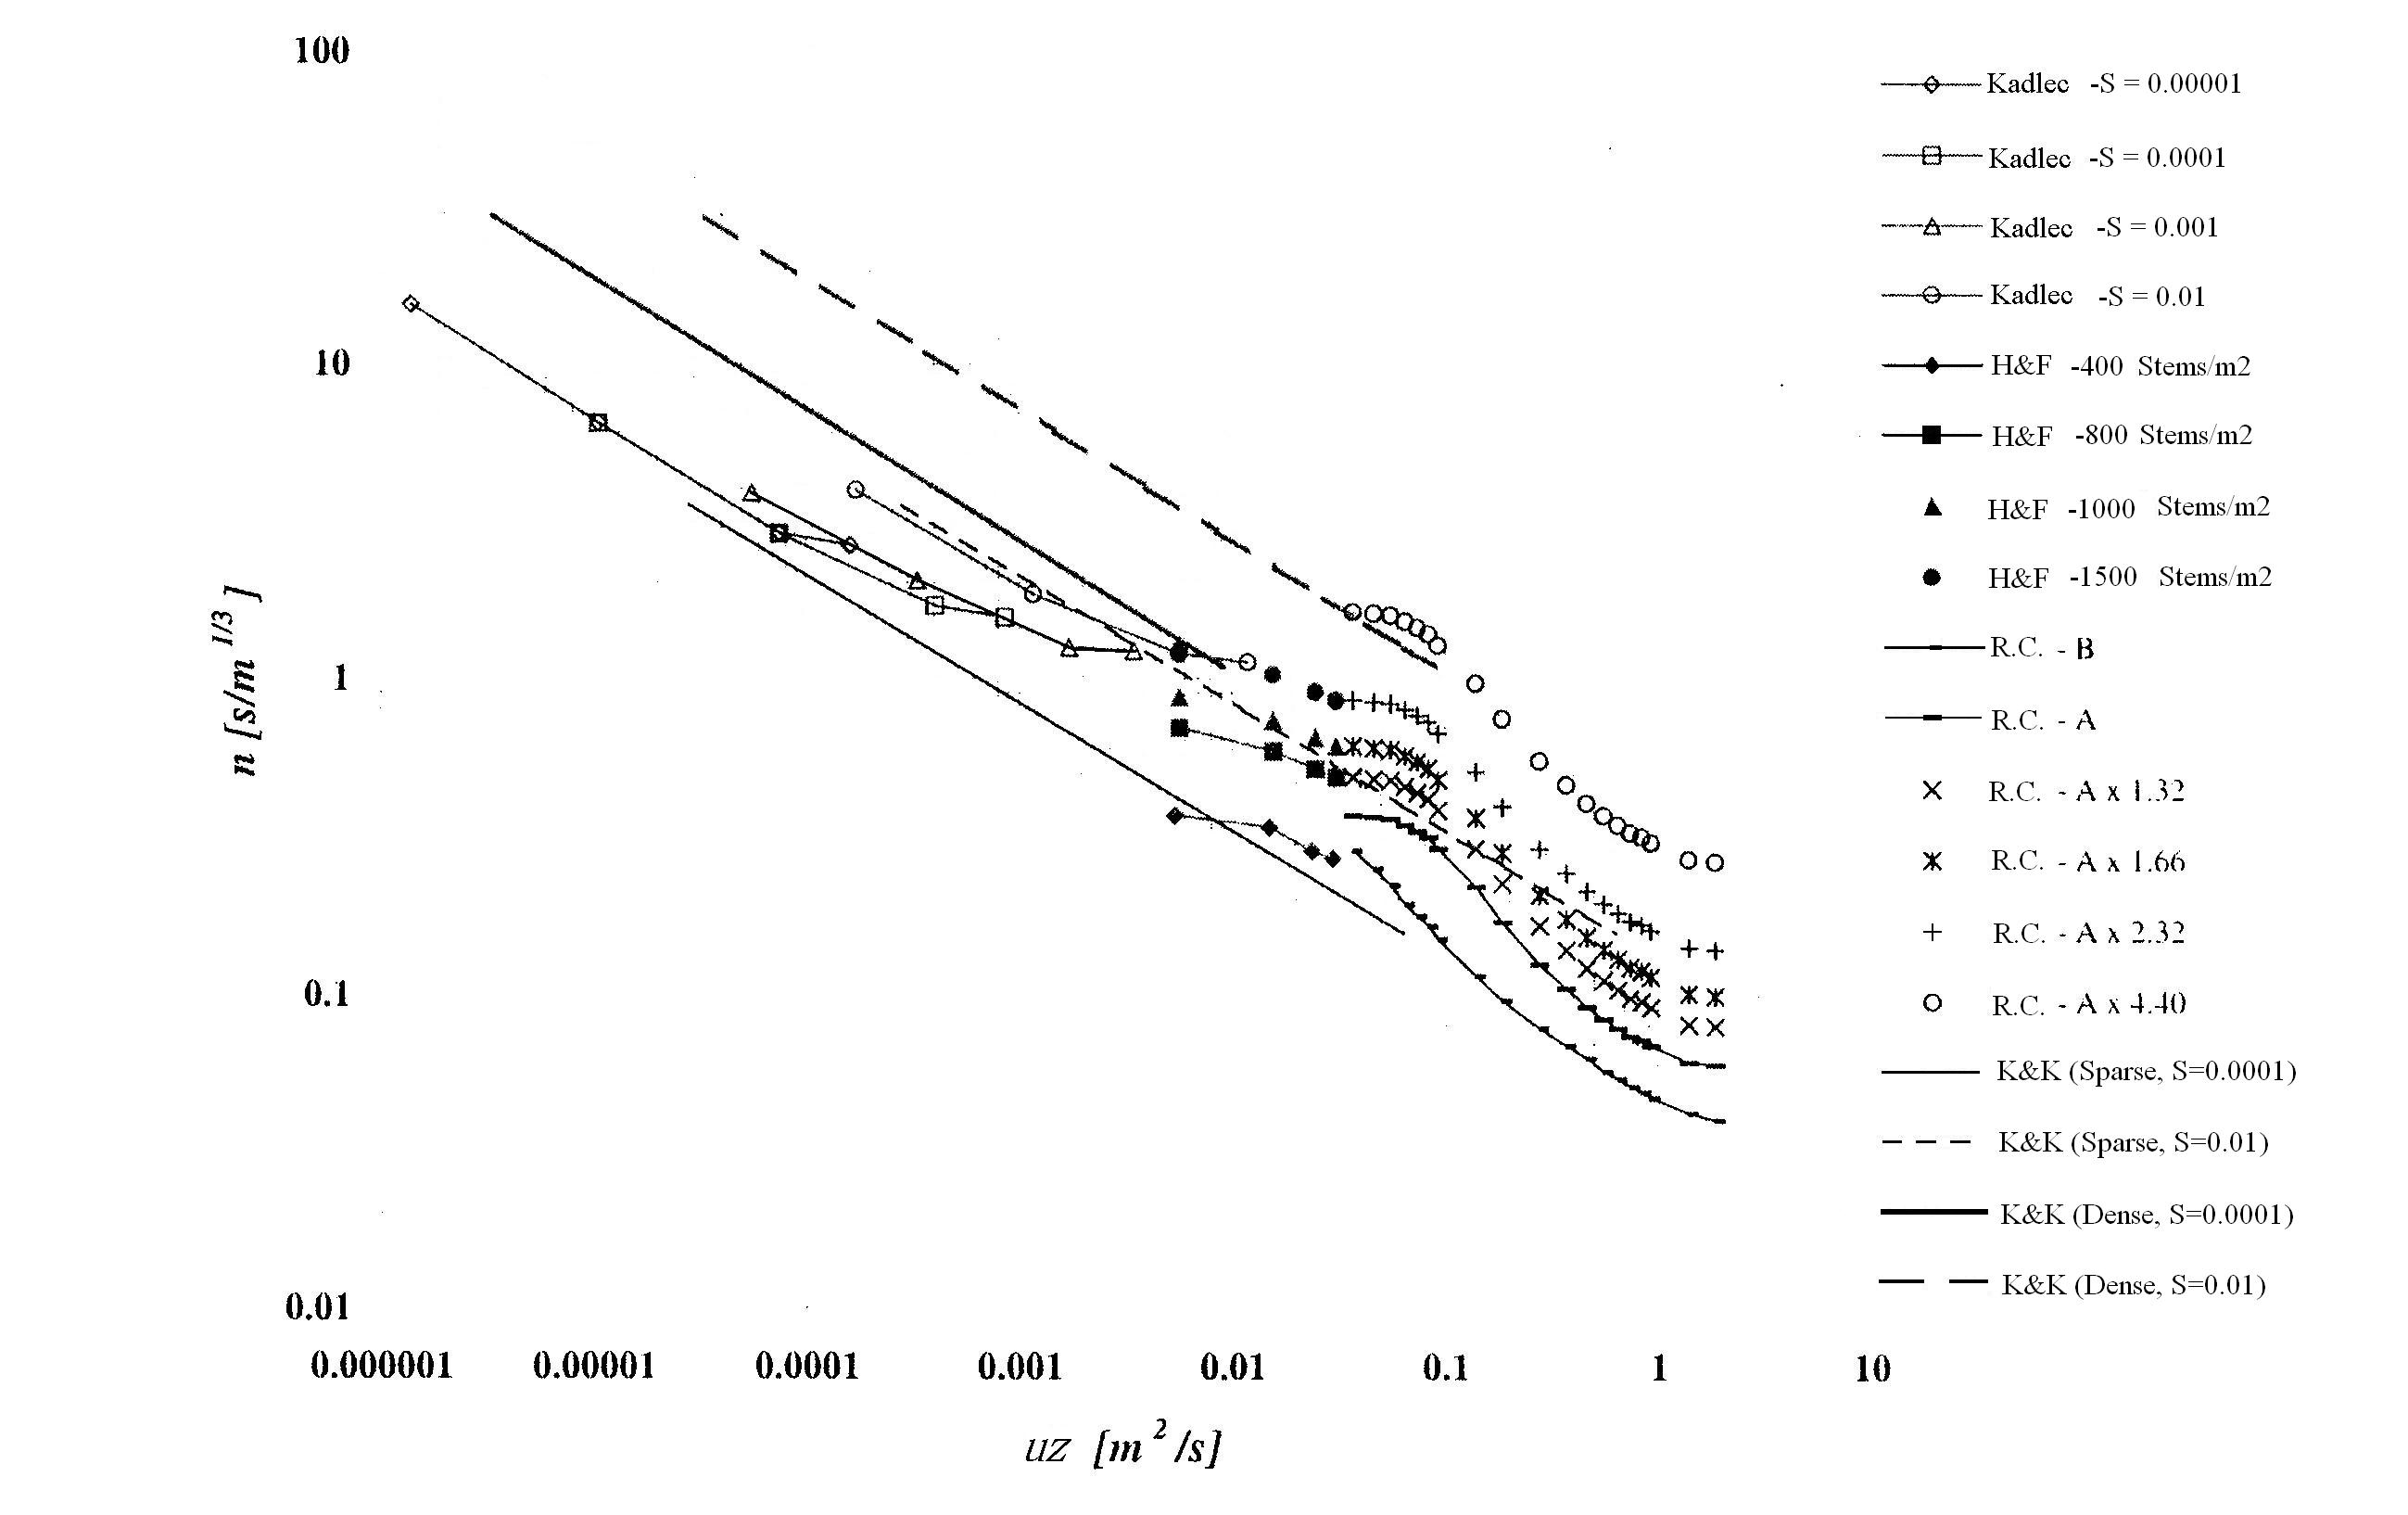 100
10
1
0.1
0.01
n [s/m^1/3]
0.000001 0.00001 0.0001 0.001 0.01 0.1 1 10
uz [m^2/s]
Kadlec -S = 0.00001
Kadlec -S = 0.0001
Kadlec -S = 0.001
Kadlec -S = 0.01
H&F -400 Stems/m2
H&F -800 Stems/m2
H&F -1000 Stems/m2
H&F -1500 Stems/m2
R.C. - B
R.C. - A
R.C. - A x 1.32
R.C. - A x 1.66
R.C. - A x 2.32
R.C. - A x 4.40
K&K (Sparse, S=0.0001)
K&K (Sparse, S=0.01)
K&K (Dense, S=0.0001)
K&K (Dense, S=0.01)